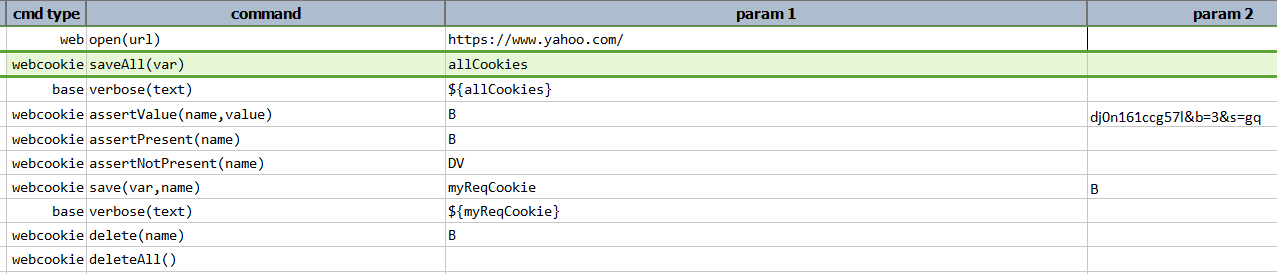 cmd type command param 1 param 2
web open(url) https://www.yahoo.com/
webcookie saveAll(var) allCookies
base verbose(text) ${allCookies}
webcookie assertValue(name,value) B dj0n161ccg57l&b=3&s=gq
webcookie assertPresent(name) B
webcookie assertNotPresent(name) DV
webcookie save(var,name) myReqCookie B
base verbose(text) ${myReqCookie}
webcookie delete(name) B
webcookie deleteAll()